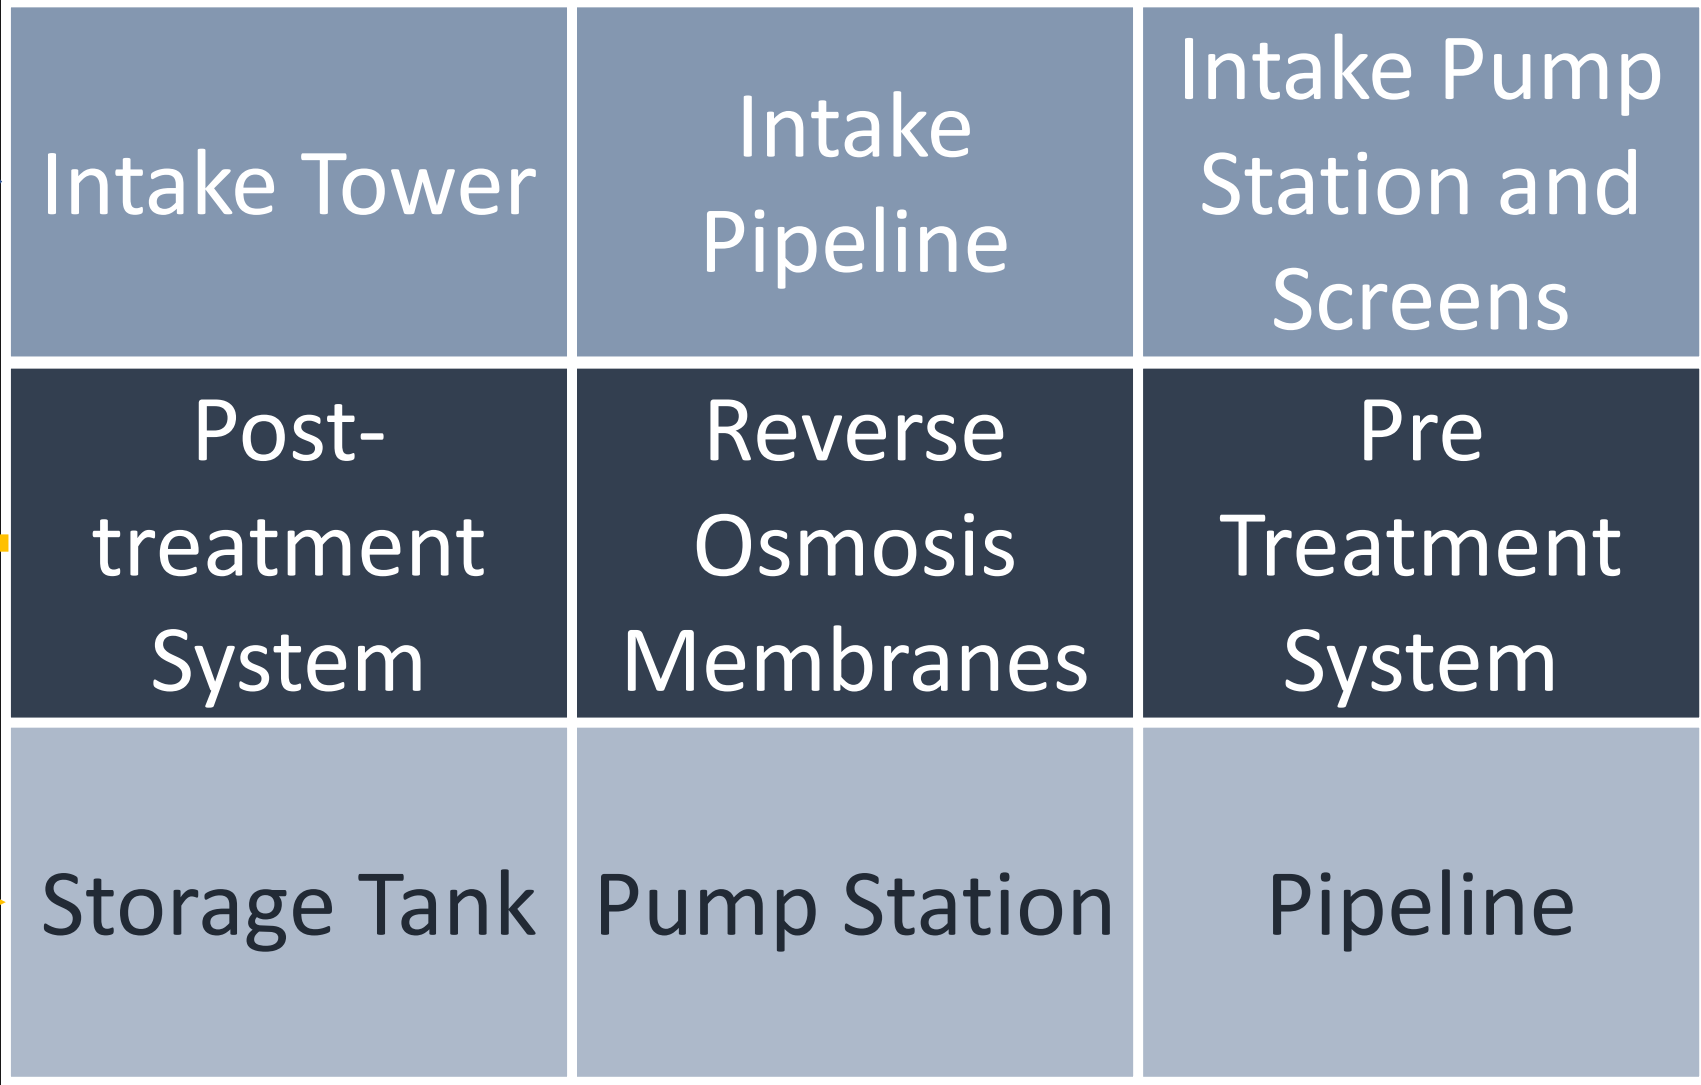 Intake Tower
Intake
Pipeline
Intake Pump
Station and
Screens
Post-
treatment
System
Reverse
Osmosis
Membranes
Pre
Treatment
System
Storage Tank
Pump Station
Pipeline